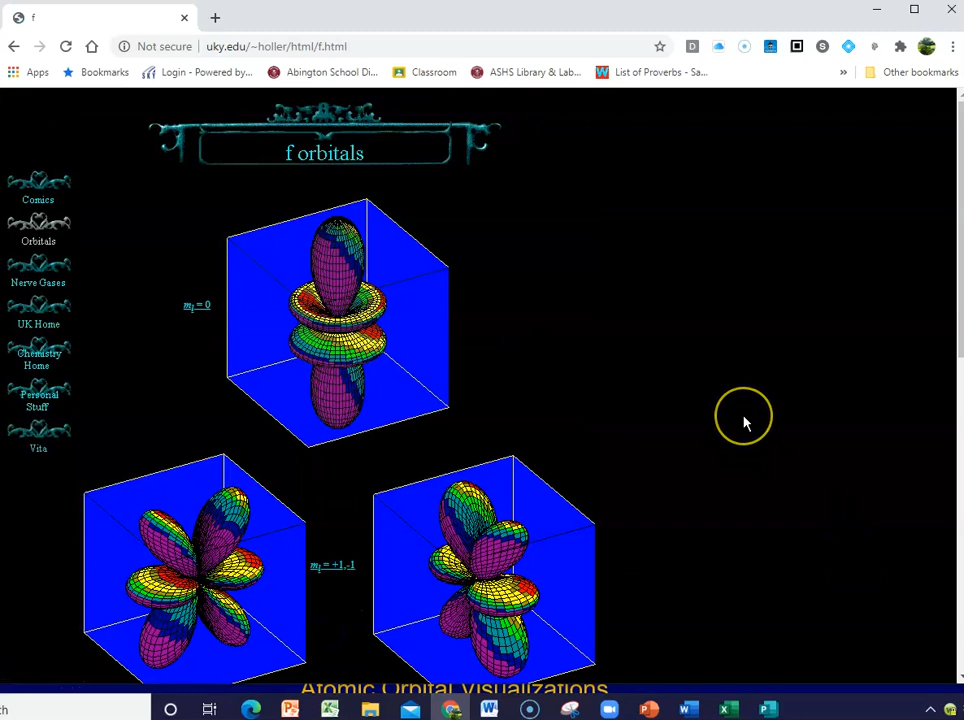 f
Not secure
uky.edu/~holler/html/f.html
Apps
Bookmarks
Login - Powered by...
Abington School Di...
Classroom
ASHS Library & Lab...
List of Proverbs - Sa...
»
Other bookmarks
f orbitals
Comics
Orbitals
Nerve Gases
UK Home
Chemistry
Home
Personal
Stuff
Vita
ml = 0
ml = +1,-1
Atomic Orbital Visualizations
ch